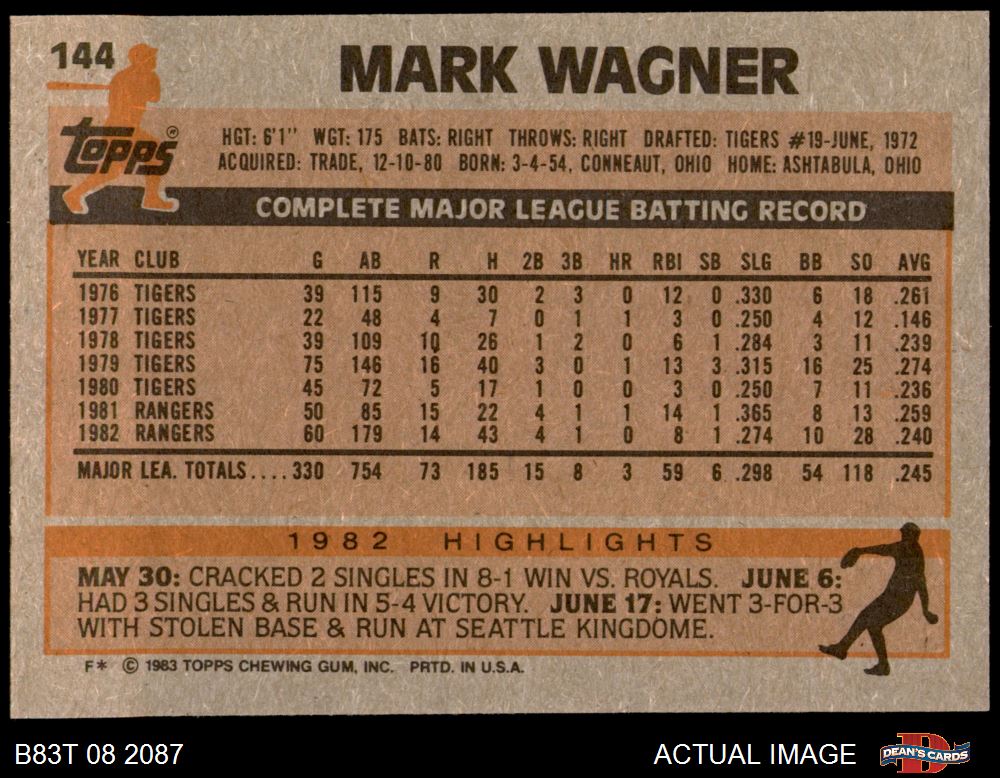 144
MARK WAGNER
Topps®
HGT: 6'1" WGT: 175 BATS: RIGHT THROWS: RIGHT DRAFTED: TIGERS #19-JUNE, 1972
ACQUIRED: TRADE, 12-10-80 BORN: 3-4-54, CONNEAUT, OHIO HOME: ASHTABULA, OHIO
COMPLETE MAJOR LEAGUE BATTING RECORD
YEAR CLUB G AB R H 2B 3B HR RBI SB SLG BB SO AVG
1976 TIGERS 39 115 9 30 2 3 0 12 0 .330 6 18 .261
1977 TIGERS 22 48 4 7 0 1 1 3 0 .250 4 12 .146
1978 TIGERS 39 109 10 26 1 2 0 6 1 .284 3 11 .239
1979 TIGERS 75 146 16 40 3 0 1 13 3 .315 16 25 .274
1980 TIGERS 45 72 5 17 1 0 0 3 0 .250 7 11 .236
1981 RANGERS 50 85 15 22 4 1 1 14 1 .365 8 13 .259
1982 RANGERS 60 179 14 43 4 1 0 8 1 .274 10 28 .240
MAJOR LEA. TOTALS....330 754 73 185 15 8 3 59 6 .298 54 118 .245
1982 HIGHLIGHTS
MAY 30: CRACKED 2 SINGLES IN 8-1 WIN VS. ROYALS. JUNE 6:
HAD 3 SINGLES & RUN IN 5-4 VICTORY. JUNE 17: WENT 3-FOR-3
WITH STOLEN BASE & RUN AT SEATTLE KINGDOME.
F* © 1983 TOPPS CHEWING GUM, INC. PRTD. IN U.S.A.
B83T 08 2087 ACTUAL IMAGE DEAN'S CARDS